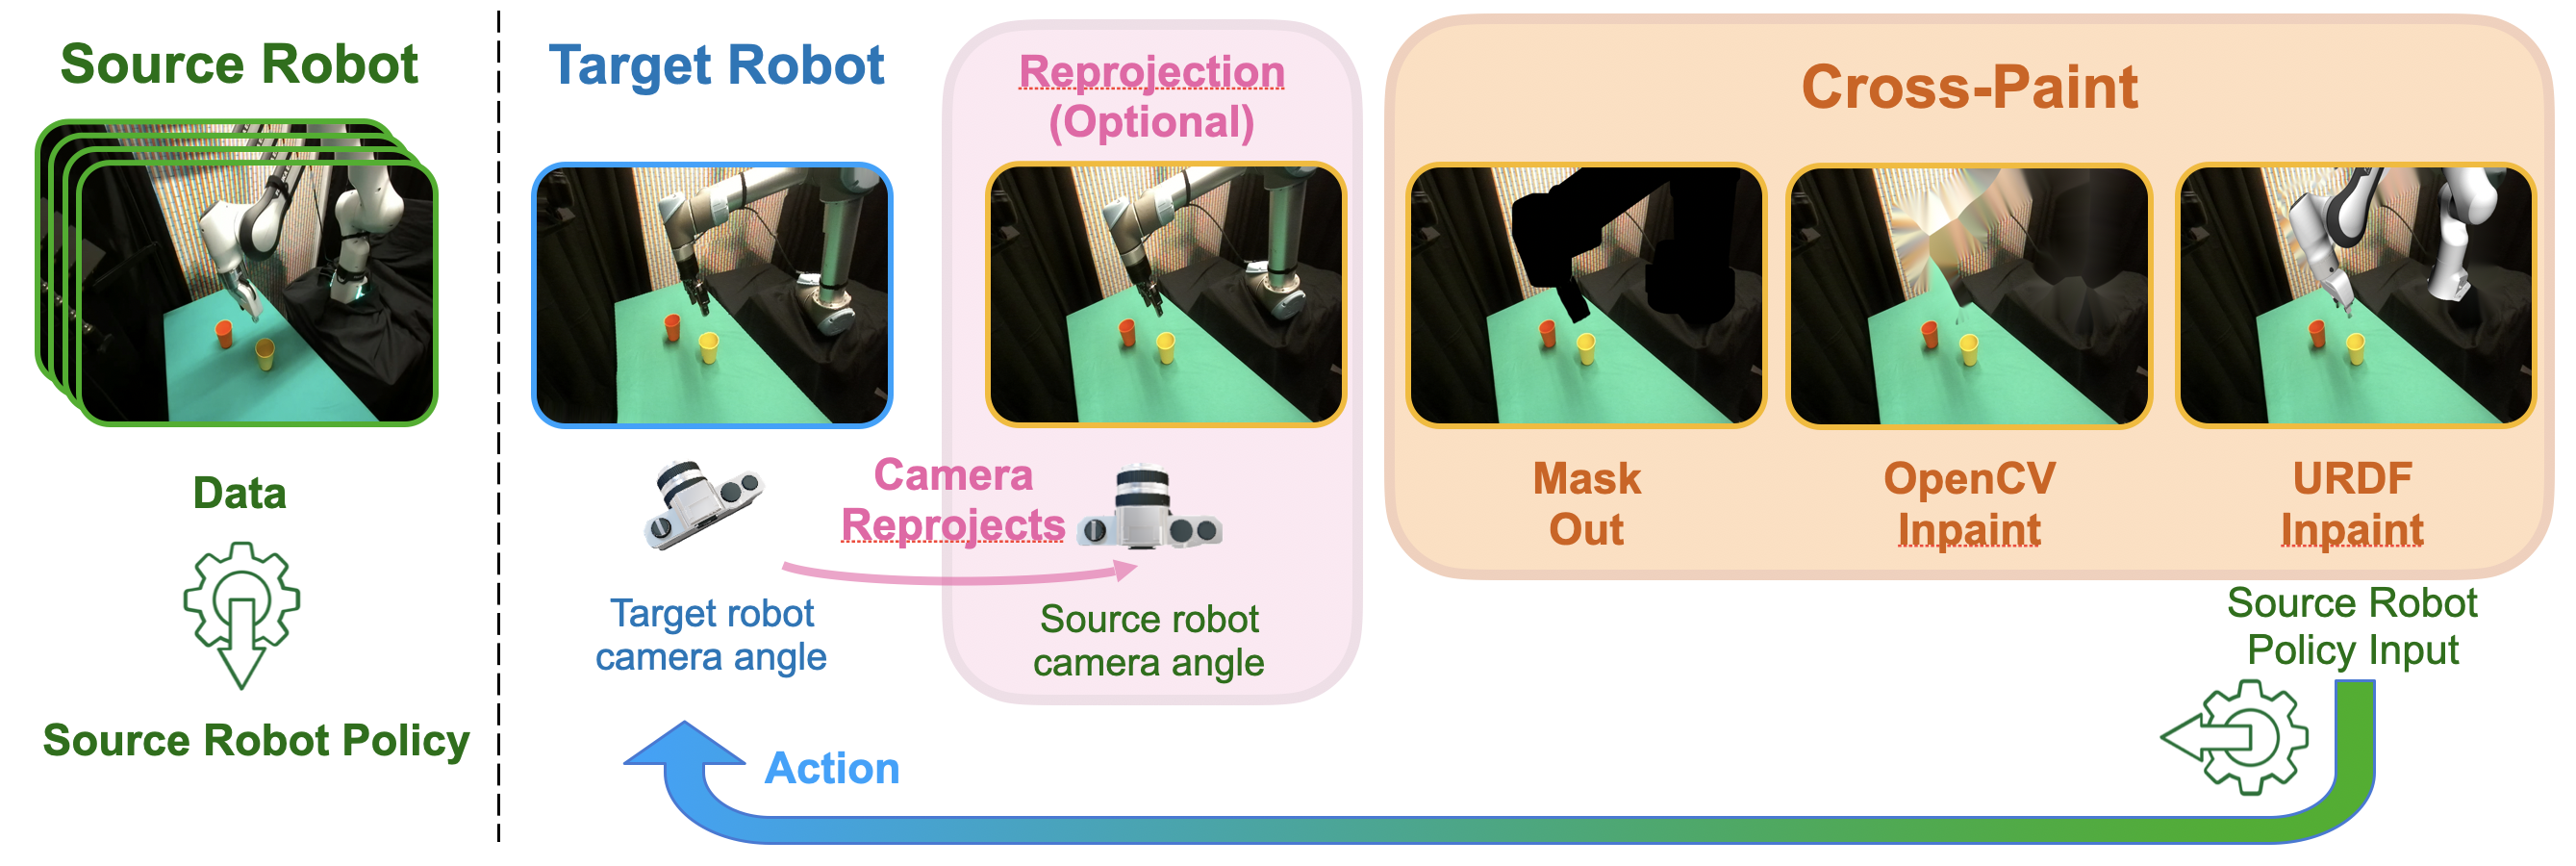 Source Robot
Data
Source Robot Policy
Target Robot
Target robot
camera angle
Camera
Reprojects
Reprojection
(Optional)
Source robot
camera angle
Cross-Paint
Mask
Out
OpenCV
Inpaint
URDF
Inpaint
Source Robot
Policy Input
Action